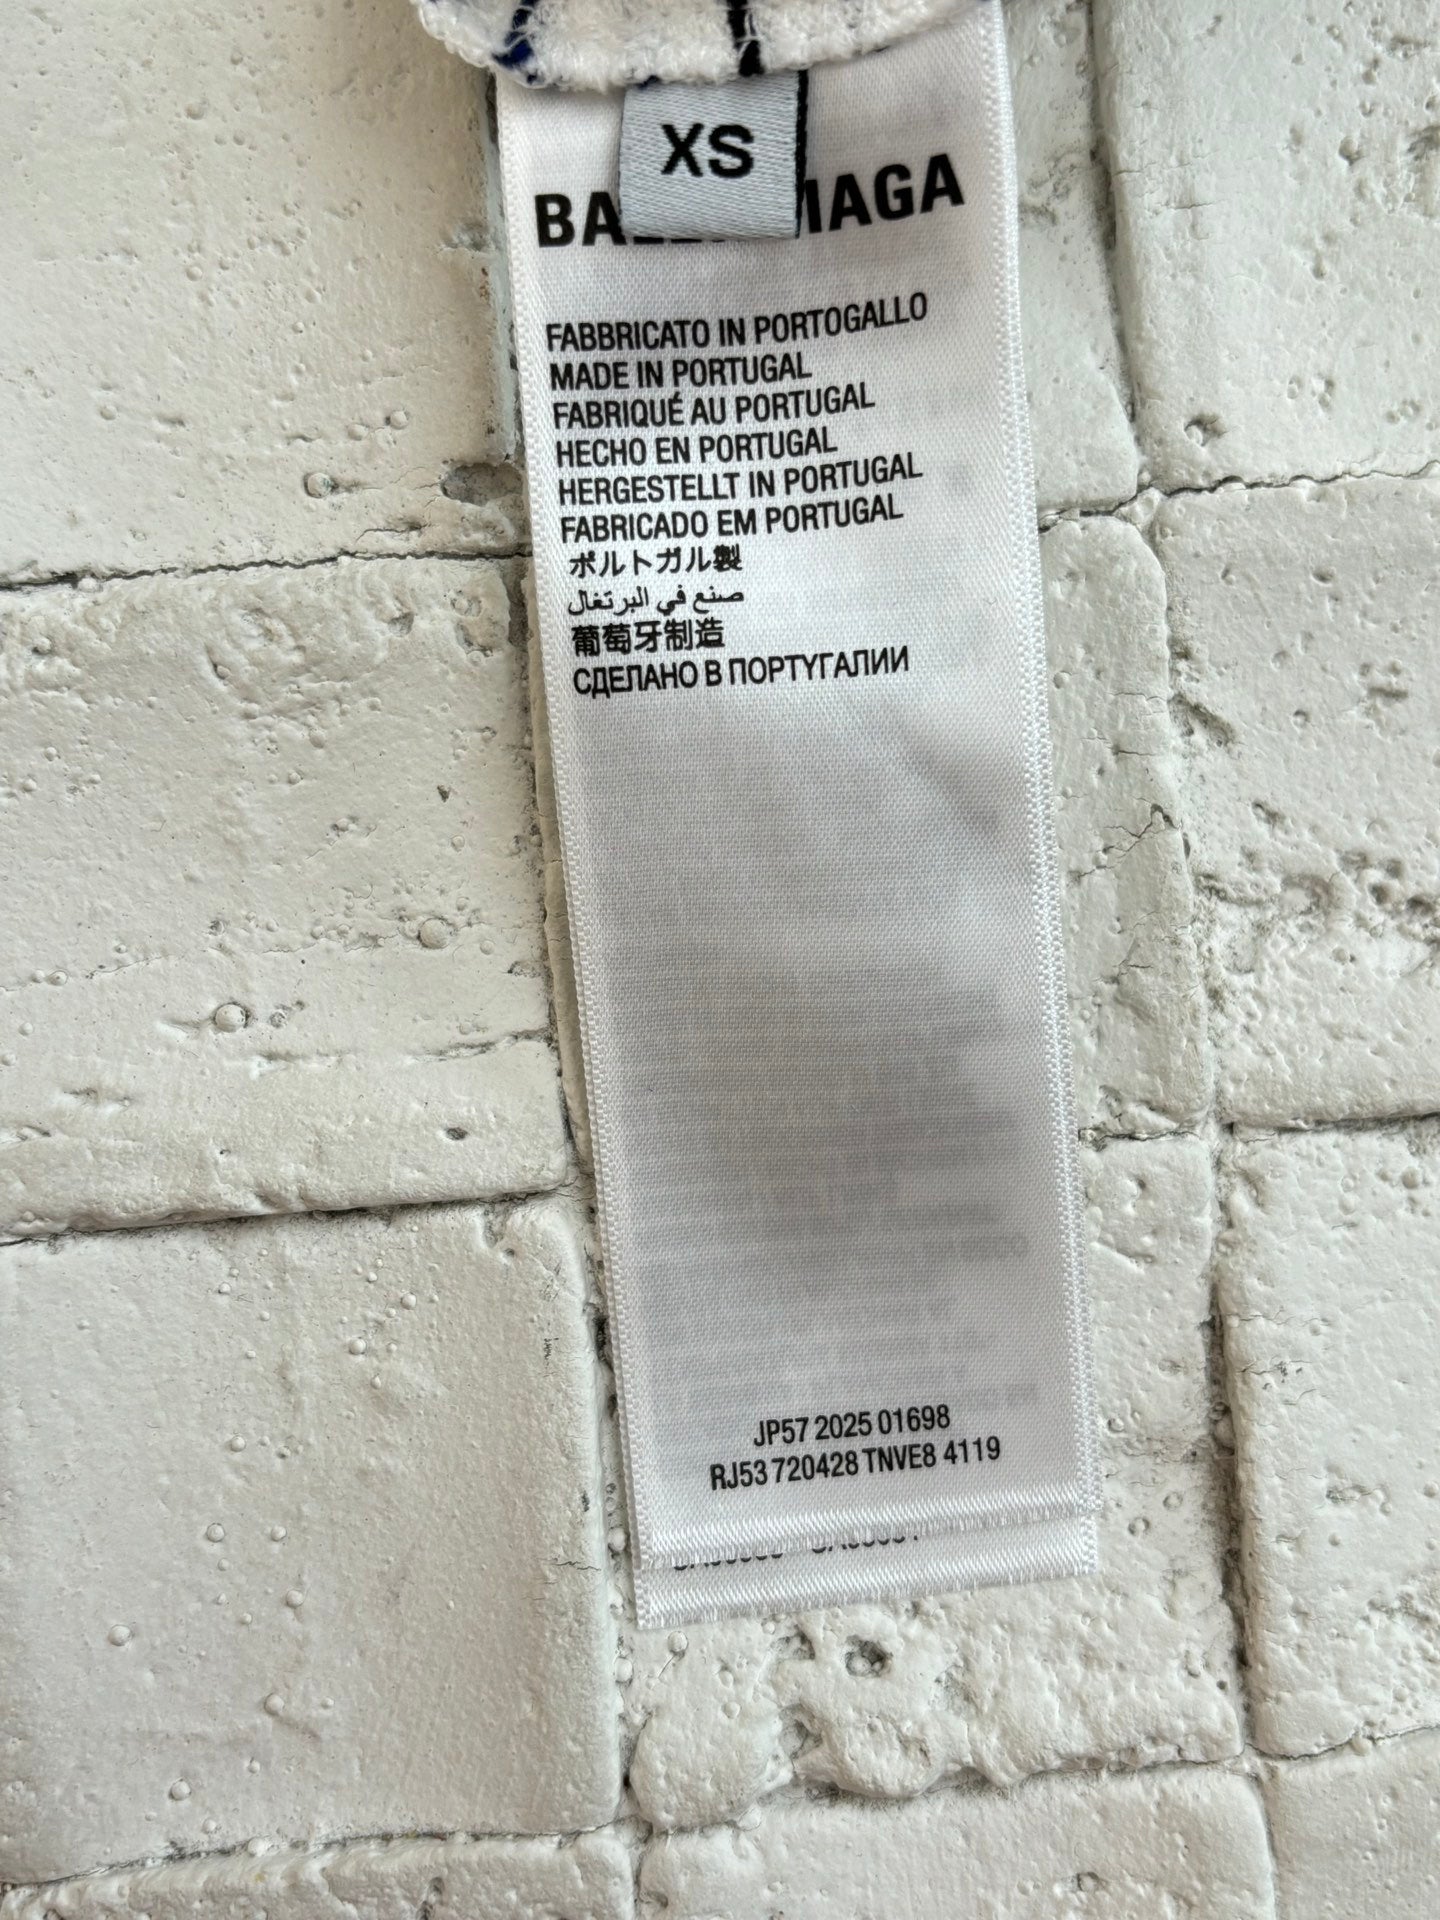 XS
FABBRICATO IN PORTOGALLO
MADE IN PORTUGAL
FABRIQUÉ AU PORTUGAL
HECHO EN PORTUGAL
HERGESTELLT IN PORTUGAL
FABRICADO EM PORTUGAL
ポルトガル製
صنع في البرتغال
葡萄牙制造
СДЕЛАНО В ПОРТУГАЛИИ
JP57 2025 01698
RJ53 720428 TNVE8 4119